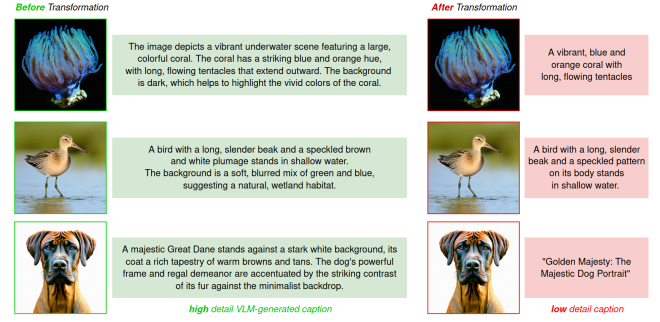 Before Transformation
After Transformation
The image depicts a vibrant underwater scene featuring a large,
colorful coral. The coral has a striking blue and orange hue,
with long, flowing tentacles that extend outward. The background
is dark, which helps to highlight the vivid colors of the coral.
A vibrant, blue and
orange coral with
long, flowing tentacles
A bird with a long, slender beak and a speckled brown
and white plumage stands in shallow water.
The background is a soft, blurred mix of green and blue,
suggesting a natural, wetland habitat.
A bird with a long, slender
beak and a speckled pattern
on its body stands
in shallow water.
A majestic Great Dane stands against a stark white background, its
coat a rich tapestry of warm browns and tans. The dog's powerful
frame and regal demeanor are accentuated by the striking contrast
of its fur against the minimalist backdrop.
"Golden Majesty: The
Majestic Dog Portrait"
high detail VLM-generated caption
low detail caption